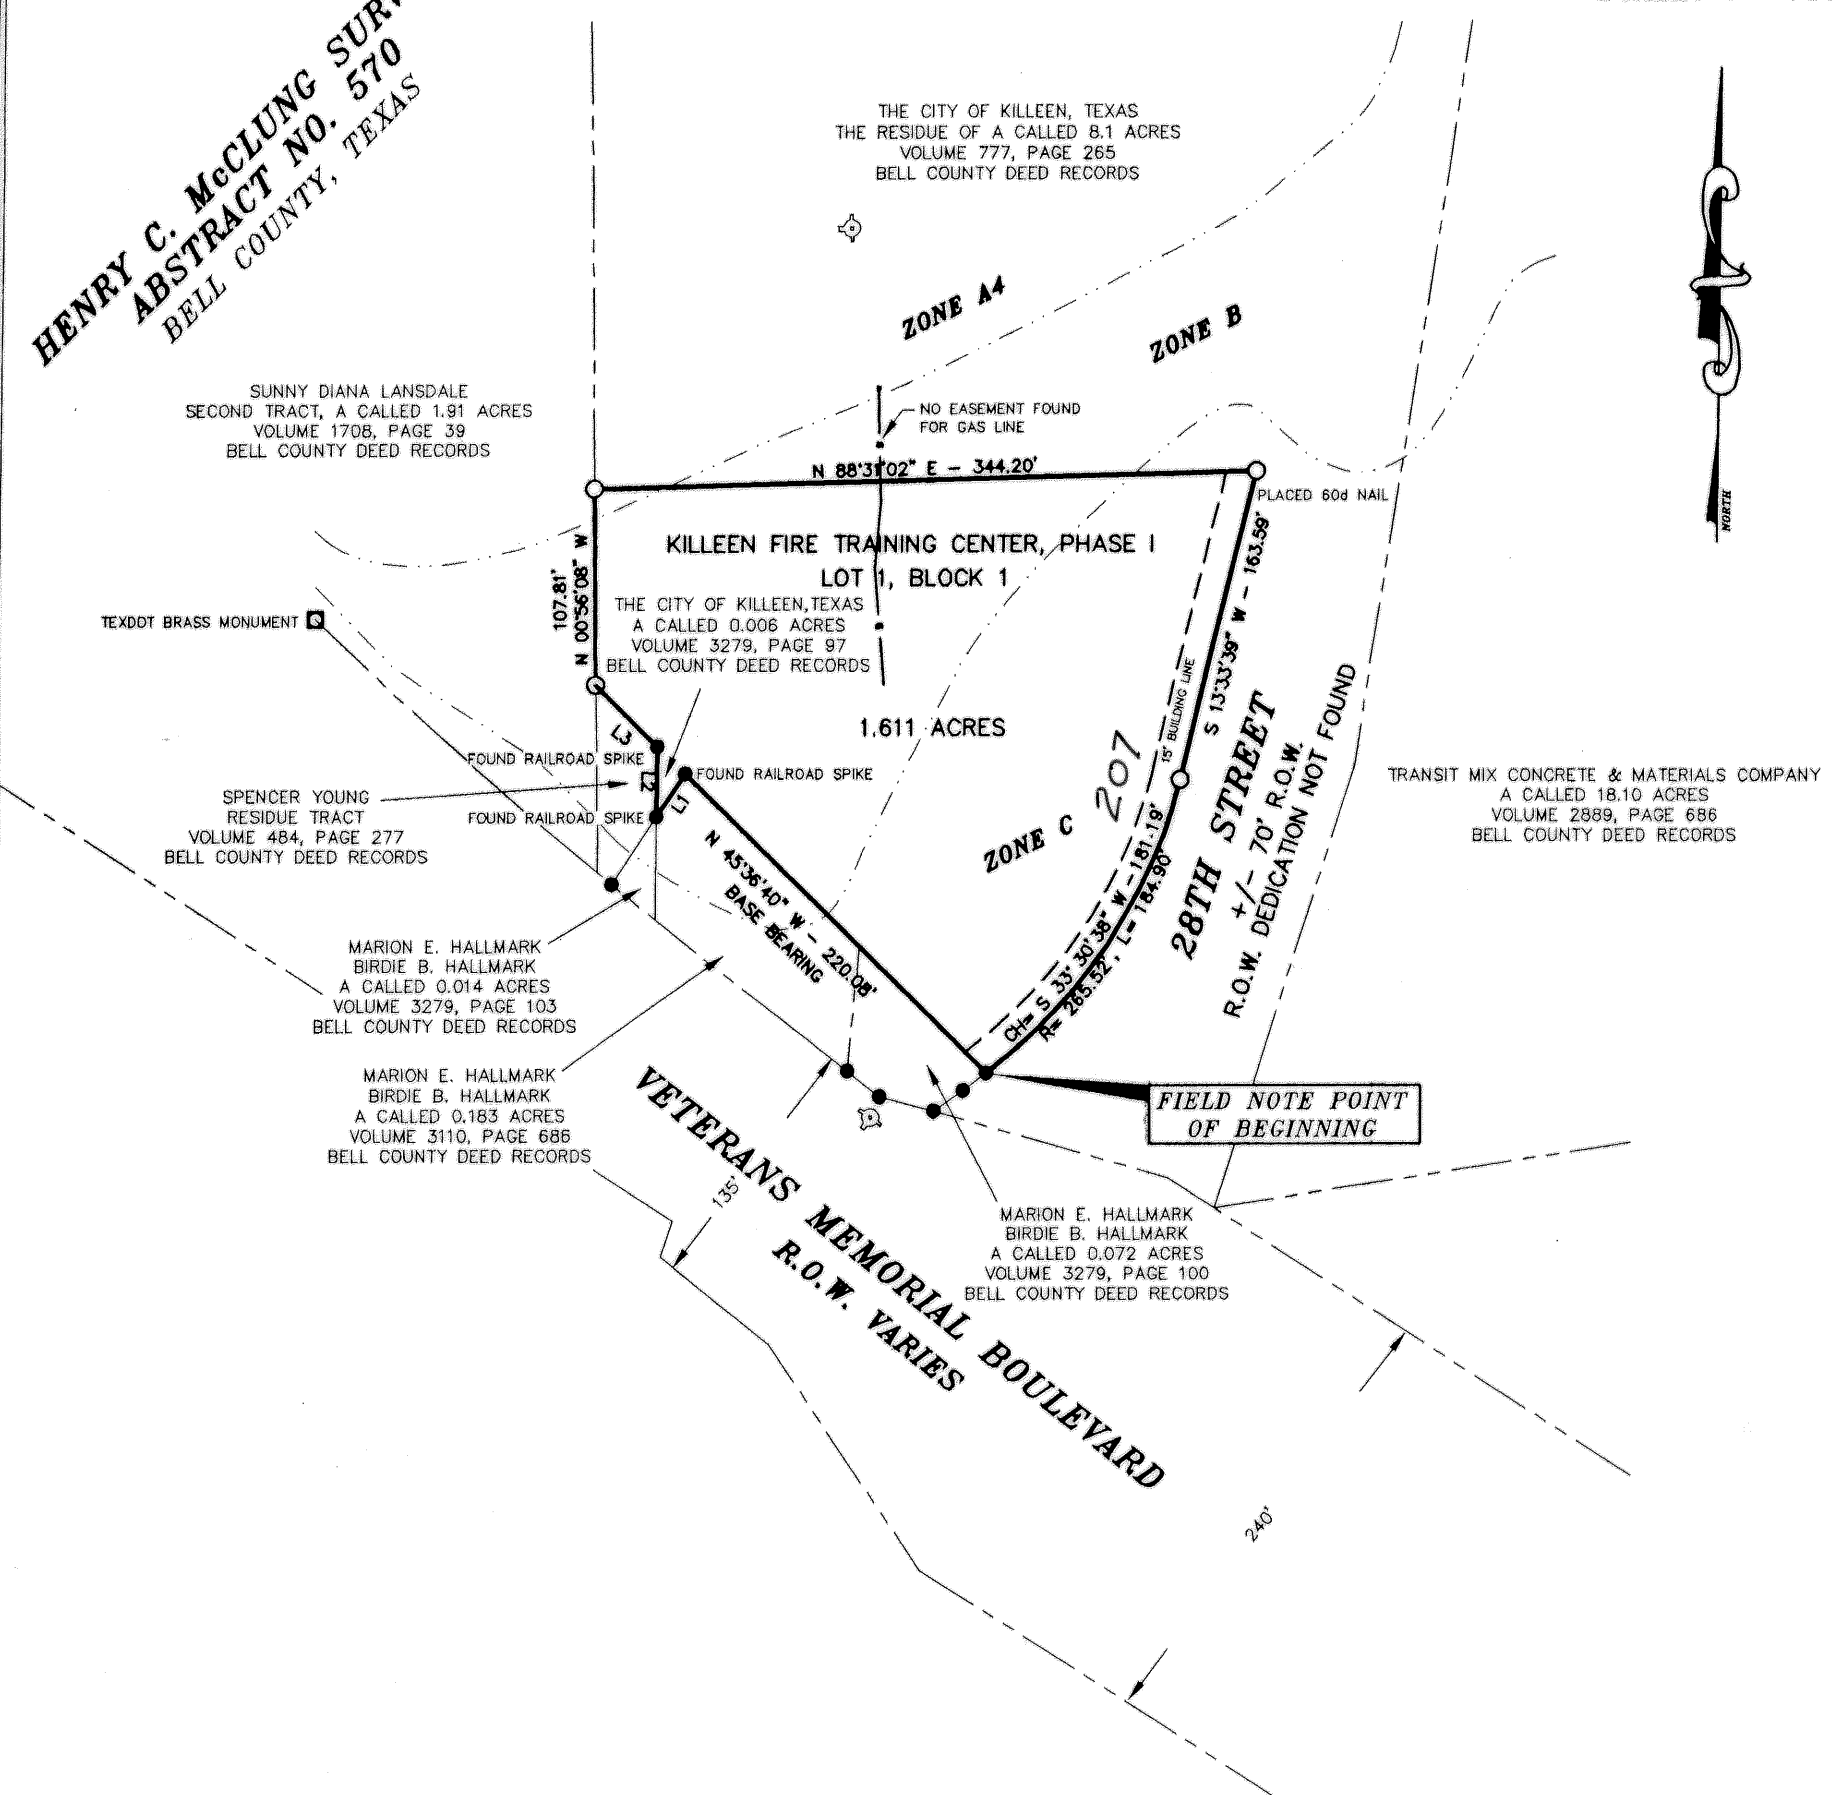 HENRY C. McCLUNG
ABSTRACT NO. 570
BELL COUNTY, TEXAS
THE CITY OF KILLEEN, TEXAS
THE RESIDUE OF A CALLED 8.1 ACRES
VOLUME 777, PAGE 265
BELL COUNTY DEED RECORDS
ZONE A4
ZONE B
SUNNY DIANA LANSDALE
SECOND TRACT, A CALLED 1.91 ACRES
VOLUME 1708, PAGE 39
BELL COUNTY DEED RECORDS
NO EASEMENT FOUND
FOR GAS LINE
N 88°31'02" E - 344.20'
PLACED 60d NAIL
NORTH
KILLEEN FIRE TRAINING CENTER, PHASE I
LOT 1, BLOCK 1
107.81'
N 00°56'08" W
THE CITY OF KILLEEN,TEXAS
A CALLED 0.006 ACRES
VOLUME 3279, PAGE 97
BELL COUNTY DEED RECORDS
S 13°33'39" W - 163.59'
15' BUILDING LINE
TEXDOT BRASS MONUMENT
1.611 ACRES
L3
FOUND RAILROAD SPIKE
L2
FOUND RAILROAD SPIKE
L1
FOUND RAILROAD SPIKE
SPENCER YOUNG
RESIDUE TRACT
VOLUME 484, PAGE 277
BELL COUNTY DEED RECORDS
207
ZONE C
28TH STREET
+/- 70' R.O.W.
R.O.W. DEDICATION NOT FOUND
TRANSIT MIX CONCRETE & MATERIALS COMPANY
A CALLED 18.10 ACRES
VOLUME 2889, PAGE 686
BELL COUNTY DEED RECORDS
N 45°36'40" W - 220.08'
BASE BEARING
CH= S 33°30'38" W - 181.19'
R= 265.52', L= 184.90'
MARION E. HALLMARK
BIRDIE B. HALLMARK
A CALLED 0.014 ACRES
VOLUME 3279, PAGE 103
BELL COUNTY DEED RECORDS
MARION E. HALLMARK
BIRDIE B. HALLMARK
A CALLED 0.183 ACRES
VOLUME 3110, PAGE 686
BELL COUNTY DEED RECORDS
FIELD NOTE POINT
OF BEGINNING
135'
VETERANS MEMORIAL BOULEVARD
R.O.W. VARIES
MARION E. HALLMARK
BIRDIE B. HALLMARK
A CALLED 0.072 ACRES
VOLUME 3279, PAGE 100
BELL COUNTY DEED RECORDS
240'